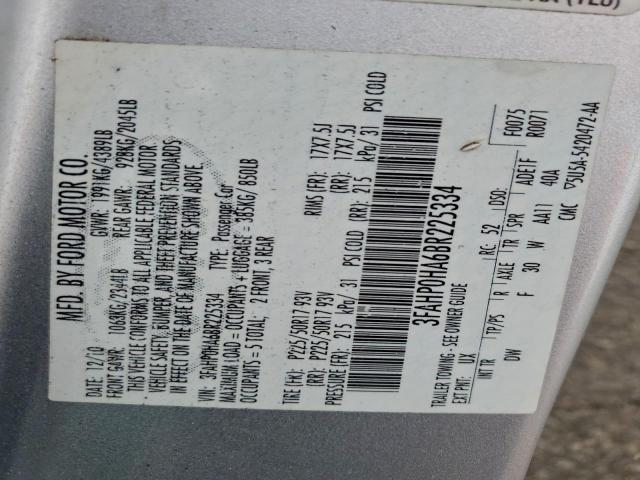 MFD. BY FORD MOTOR CO.
DATE: 12/10 GVWR: 1991KG/4389LB
FRONT GAWR: 1068KG/2344LB REAR GAWR: 928KG/2045LB
THIS VEHICLE CONFORMS TO ALL APPLICABLE FEDERAL MOTOR
VEHICLE SAFETY, BUMPER, AND THEFT PREVENTION STANDARDS
IN EFFECT ON THE DATE OF MANUFACTURE SHOWN ABOVE.
VIN: 3FAHP0HA6BR225334 TYPE: Passenger Car
MAXIMUM LOAD = OCCUPANTS + LUGGAGE = 385KG/ 850LB
OCCUPANTS = 5 TOTAL; 2 FRONT, 3 REAR
TIRE (FR): P225/50R17 93V RIMS (FR): 17X7.5J
(RR): P225/50R17 93V (RR): 17X7.5J
PRESSURE (FR): 215 kPa/ 31 PSI COLD (RR): 215 kPa/ 31 PSI COLD
3FAHP0HA6BR225334
TRAILER TOWING - SEE OWNER GUIDE
F0075
R0071
EXT PNT: UX RC: 52 DSO:
INT TR TP/PS R AXLE TR SPR ADETF
DW F 30 W AA11 40A
CMC 5U5A-5420472-AA